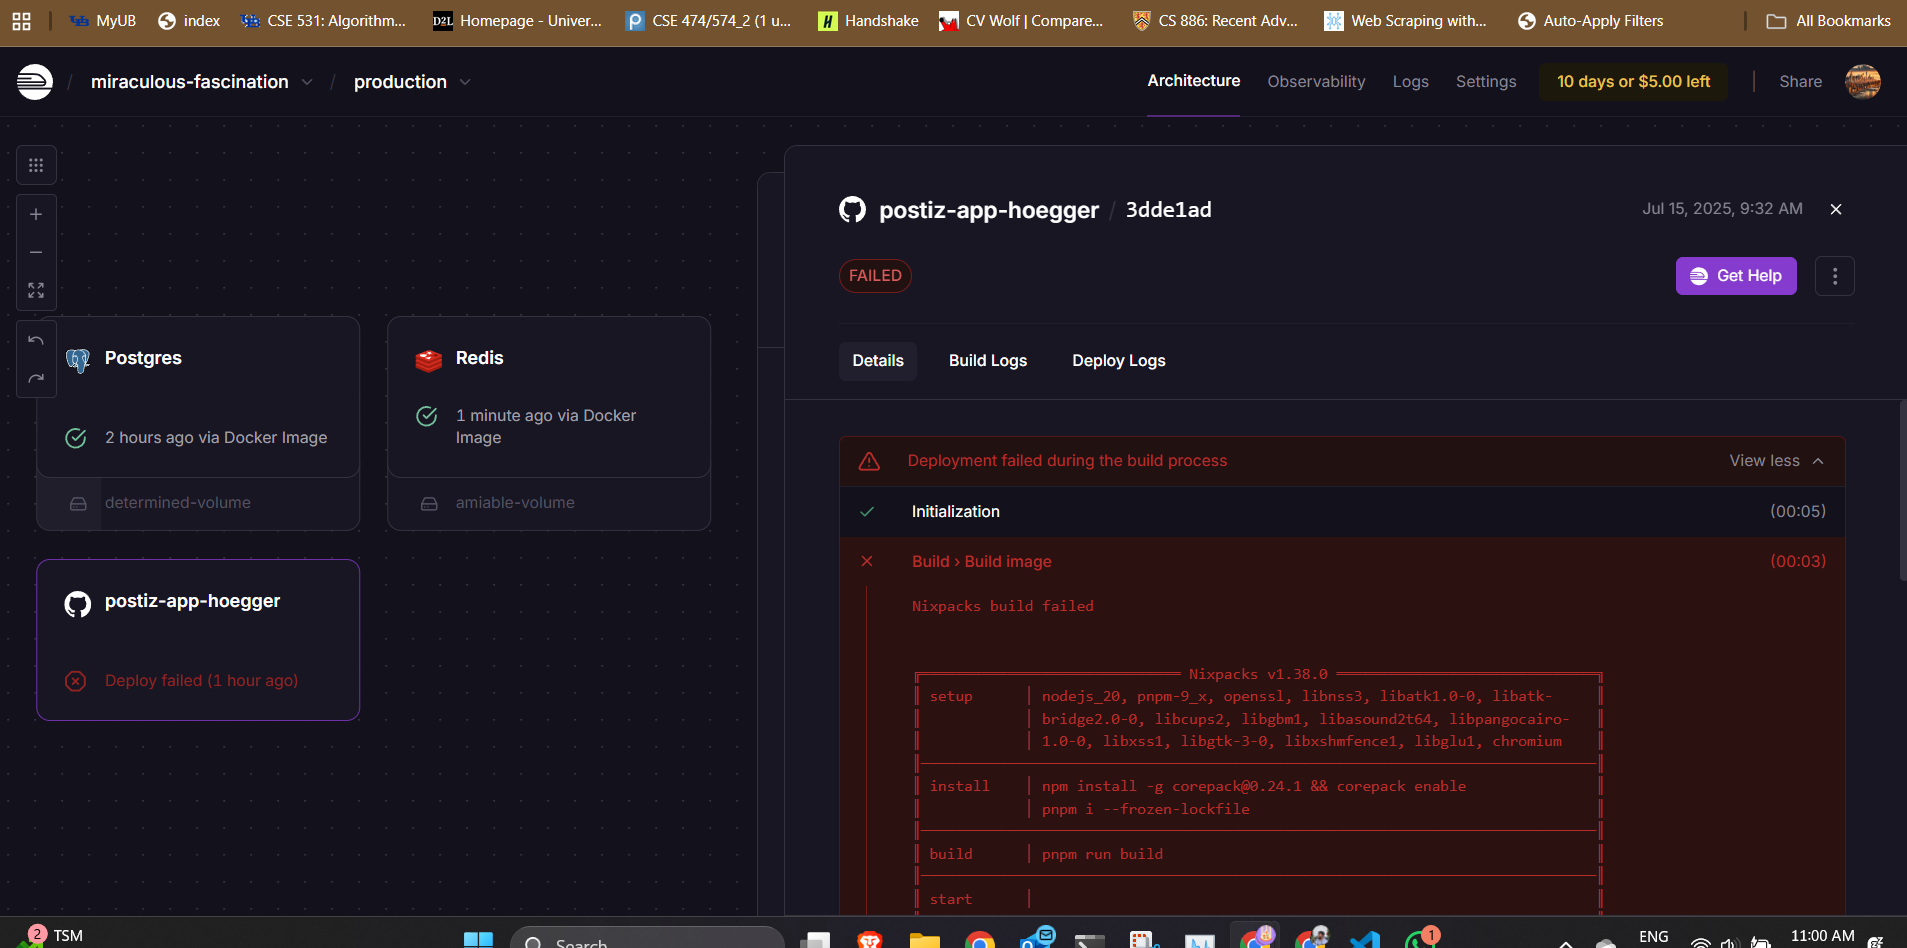 MyUB
index
CSE 531: Algorithm...
D2L Homepage - Univer...
CSE 474/574_2 (1 u...
H Handshake
CV Wolf | Compare...
CS 886: Recent Adv...
Web Scraping with...
Auto-Apply Filters
All Bookmarks
/ miraculous-fascination / production
Architecture Observability Logs Settings 10 days or $5.00 left Share
postiz-app-hoegger / 3dde1ad Jul 15, 2025, 9:32 AM
FAILED Get Help
Details Build Logs Deploy Logs
Postgres
2 hours ago via Docker Image
determined-volume
Redis
1 minute ago via Docker
Image
amiable-volume
postiz-app-hoegger
Deploy failed (1 hour ago)
Deployment failed during the build process View less
Initialization (00:05)
Build › Build image (00:03)
Nixpacks build failed
Nixpacks v1.38.0
setup | nodejs_20, pnpm-9_x, openssl, libnss3, libatk1.0-0, libatk-
| bridge2.0-0, libcups2, libgbm1, libasound2t64, libpangocairo-
| 1.0-0, libxss1, libgtk-3-0, libxshmfence1, libglu1, chromium
install | npm install -g corepack@0.24.1 && corepack enable
| pnpm i --frozen-lockfile
build | pnpm run build
start |
2 TSM
Search
1
ENG
11:00 AM